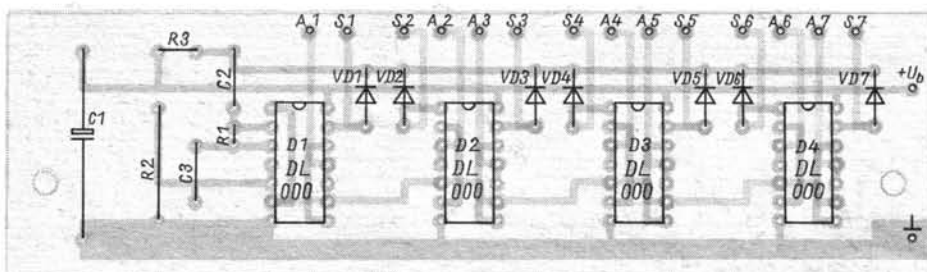 A1 S1 S2 A2 A3 S3 S4 A4 A5 S5 S6 A6 A7 S7
R3
C2
VD1 VD2 VD3 VD4 VD5 VD6 VD7 +Ub
C1
R1
R2
C3
D1 D2 D3 D4
DL DL DL DL
000 000 000 000